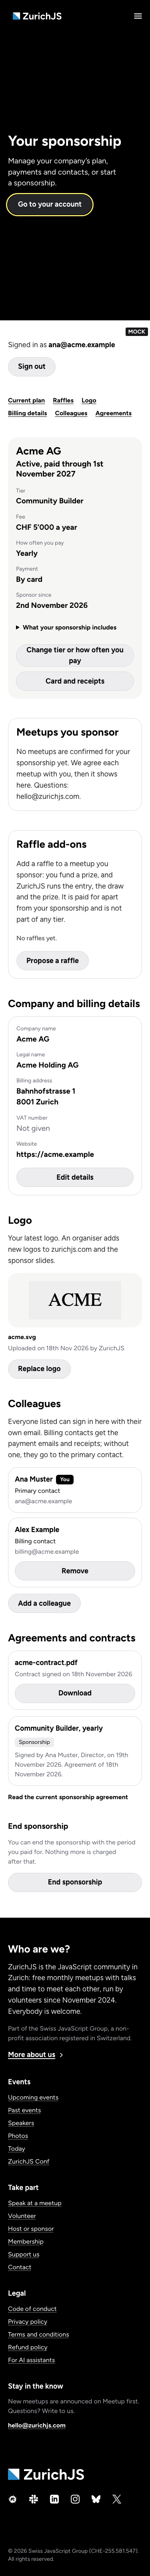 ZurichJS
Your sponsorship
Manage your company's plan,
payments and contacts, or start
a sponsorship.
Go to your account
MOCK
Signed in as ana@acme.example
Sign out
Current plan Raffles Logo
Billing details Colleagues Agreements
Acme AG
Active, paid through 1st
November 2027
Tier
Community Builder
Fee
CHF 5'000 a year
How often you pay
Yearly
Payment
By card
Sponsor since
2nd November 2026
What your sponsorship includes
Change tier or how often you
pay
Card and receipts
Meetups you sponsor
No meetups are confirmed for your
sponsorship yet. We agree each
meetup with you, then it shows
here. Questions:
hello@zurichjs.com.
Raffle add-ons
Add a raffle to a meetup you
sponsor: you fund a prize, and
ZurichJS runs the entry, the draw
and the prize. It is paid for apart
from your sponsorship and is not
part of any tier.
No raffles yet.
Propose a raffle
Company and billing details
Company name
Acme AG
Legal name
Acme Holding AG
Billing address
Bahnhofstrasse 1
8001 Zurich
VAT number
Not given
Website
https://acme.example
Edit details
Logo
Your latest logo. An organiser adds
new logos to zurichjs.com and the
sponsor slides.
ACME
acme.svg
Uploaded on 18th Nov 2026 by ZurichJS
Replace logo
Colleagues
Everyone listed can sign in here with their
own email. Billing contacts get the
payment emails and receipts; without
one, they go to the primary contact.
Ana Muster You
Primary contact
ana@acme.example
Alex Example
Billing contact
billing@acme.example
Remove
Add a colleague
Agreements and contracts
acme-contract.pdf
Contract signed on 18th November 2026
Download
Community Builder, yearly
Sponsorship
Signed by Ana Muster, Director, on 19th
November 2026. Agreement of 18th
November 2026.
Read the current sponsorship agreement
End sponsorship
You can end the sponsorship with the period
you paid for. Nothing more is charged
after that.
End sponsorship
Who are we?
ZurichJS is the JavaScript community in
Zurich: free monthly meetups with talks
and time to meet each other, run by
volunteers since November 2024.
Everybody is welcome.
Part of the Swiss JavaScript Group, a non-
profit association registered in Switzerland.
More about us
Events
Upcoming events
Past events
Speakers
Photos
Today
ZurichJS Conf
Take part
Speak at a meetup
Volunteer
Host or sponsor
Membership
Support us
Contact
Legal
Code of conduct
Privacy policy
Terms and conditions
Refund policy
For AI assistants
Stay in the know
New meetups are announced on Meetup first.
Questions? Write to us.
hello@zurichjs.com
ZurichJS
© 2026 Swiss JavaScript Group (CHE-255.581.547).
All rights reserved.